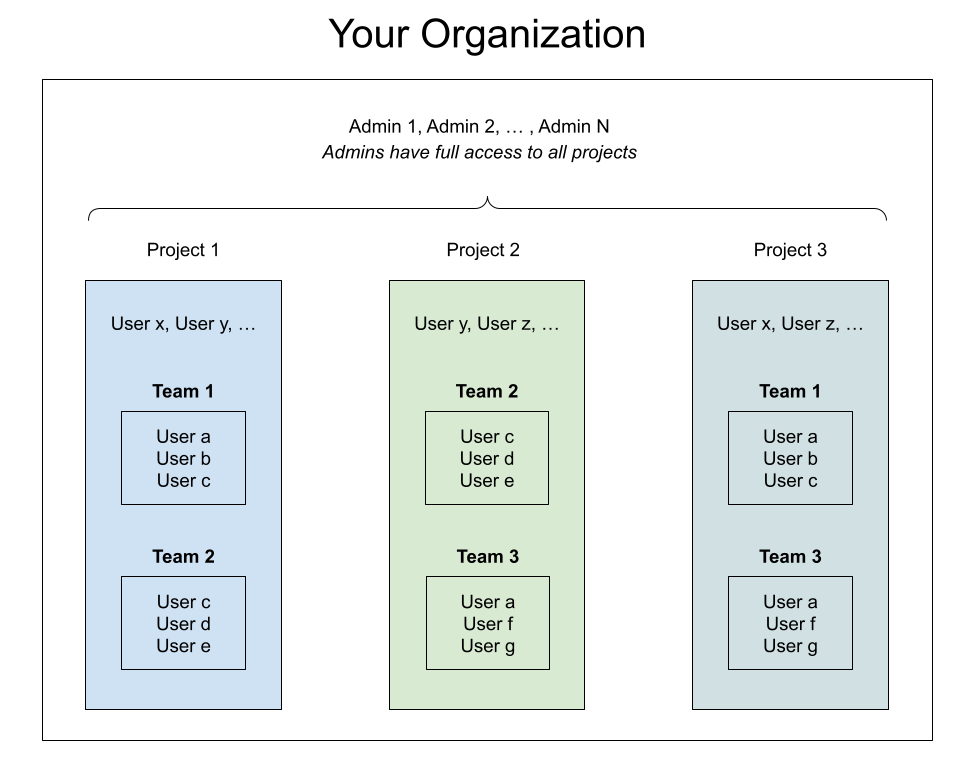 Your Organization
Admin 1, Admin 2, … , Admin N
Admins have full access to all projects
Project 1
User x, User y, …
Team 1
User a
User b
User c
Team 2
User c
User d
User e
Project 2
User y, User z, …
Team 2
User c
User d
User e
Team 3
User a
User f
User g
Project 3
User x, User z, …
Team 1
User a
User b
User c
Team 3
User a
User f
User g